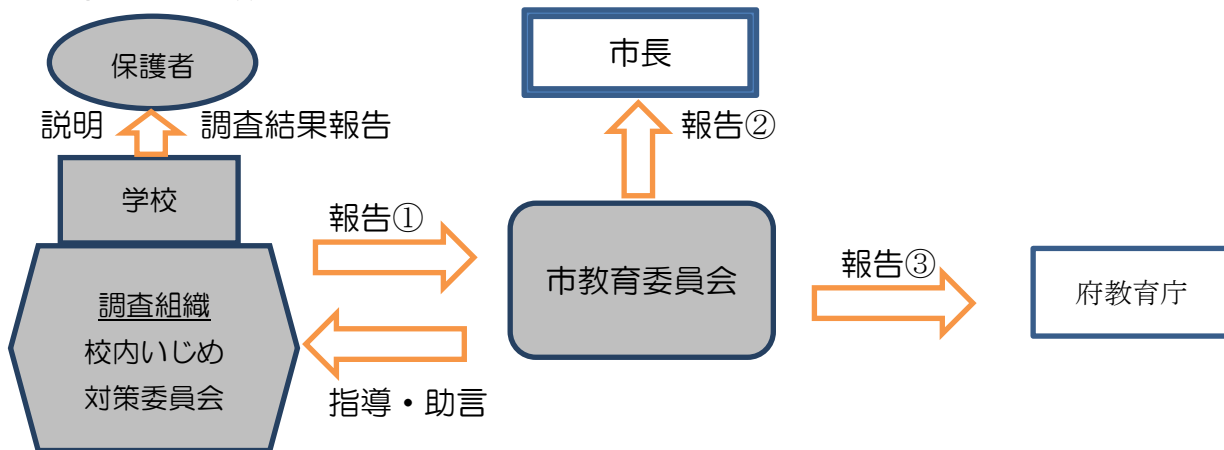 保護者
説明
調査結果報告
学校
調査組織
校内いじめ
対策委員会
報告①
指導・助言
市長
報告②
市教育委員会
報告③
府教育庁